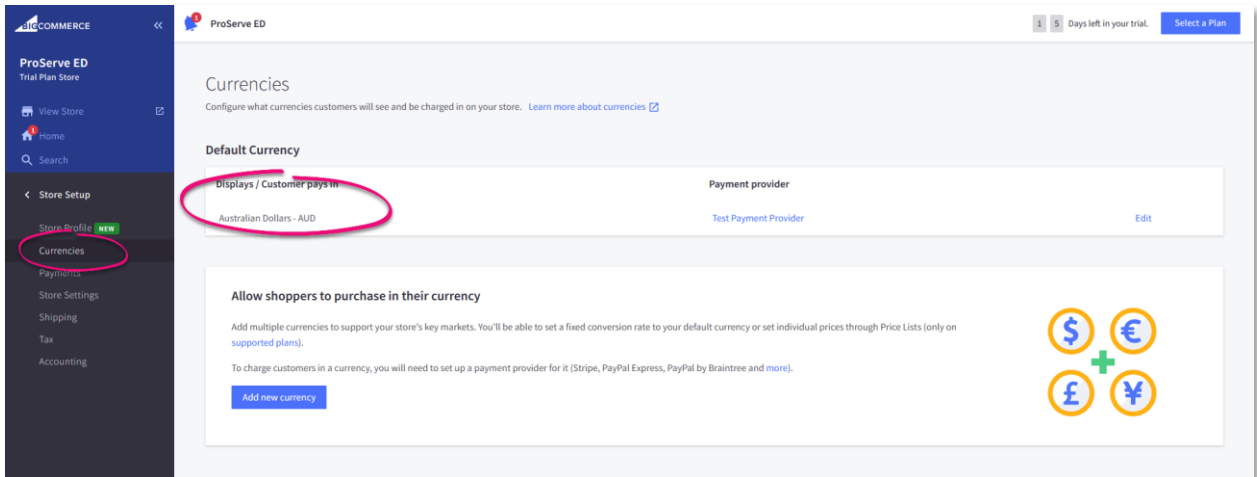 BIGCOMMERCE
«
1
ProServe ED
1 5 Days left in your trial.
Select a Plan
ProServe ED
Trial Plan Store
View Store
1
Home
Search
Store Setup
Store Profile NEW
Currencies
Payments
Store Settings
Shipping
Tax
Accounting
Currencies
Configure what currencies customers will see and be charged in on your store. Learn more about currencies
Default Currency
Displays / Customer pays in
Payment provider
Australian Dollars - AUD
Test Payment Provider
Edit
Allow shoppers to purchase in their currency
Add multiple currencies to support your store's key markets. You'll be able to set a fixed conversion rate to your default currency or set individual prices through Price Lists (only on
supported plans).
To charge customers in a currency, you will need to set up a payment provider for it (Stripe, PayPal Express, PayPal by Braintree and more).
Add new currency
$ €
£ ¥